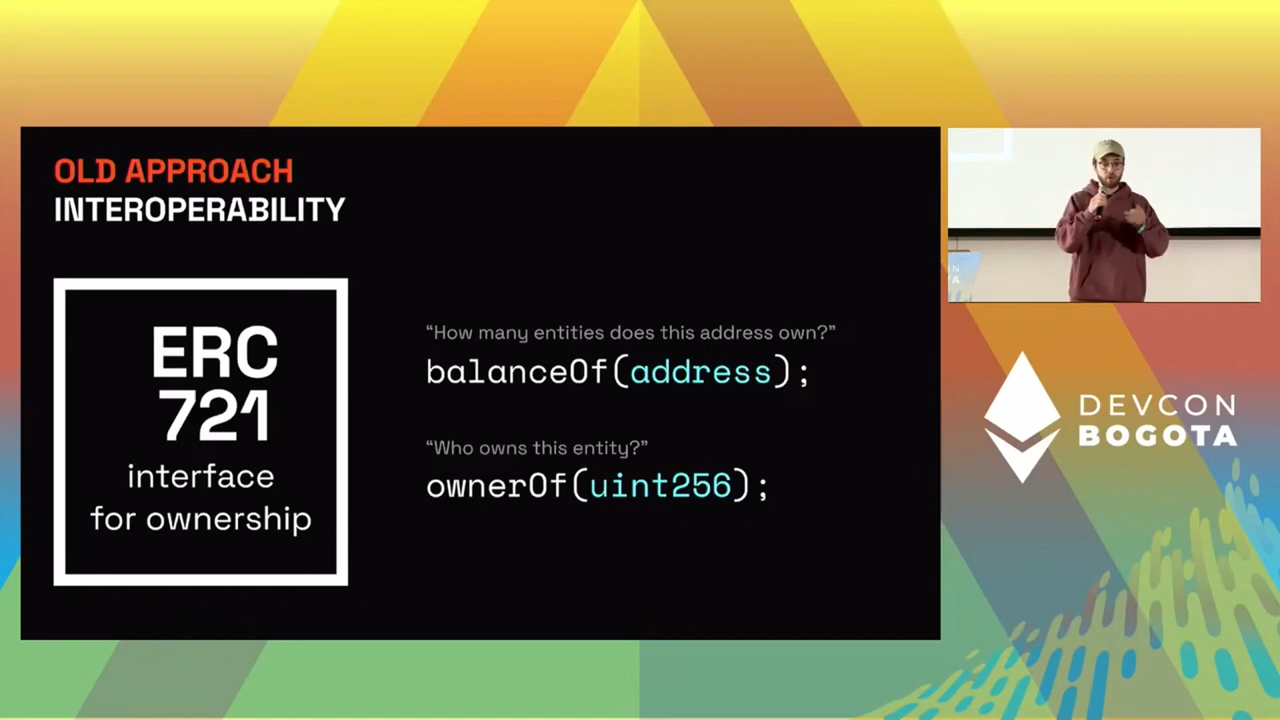 OLD APPROACH
INTEROPERABILITY
ERC
721
interface
for ownership
“How many entities does this address own?”
balanceOf(address);
“Who owns this entity?”
ownerOf(uint256);
DEVCON
BOGOTA